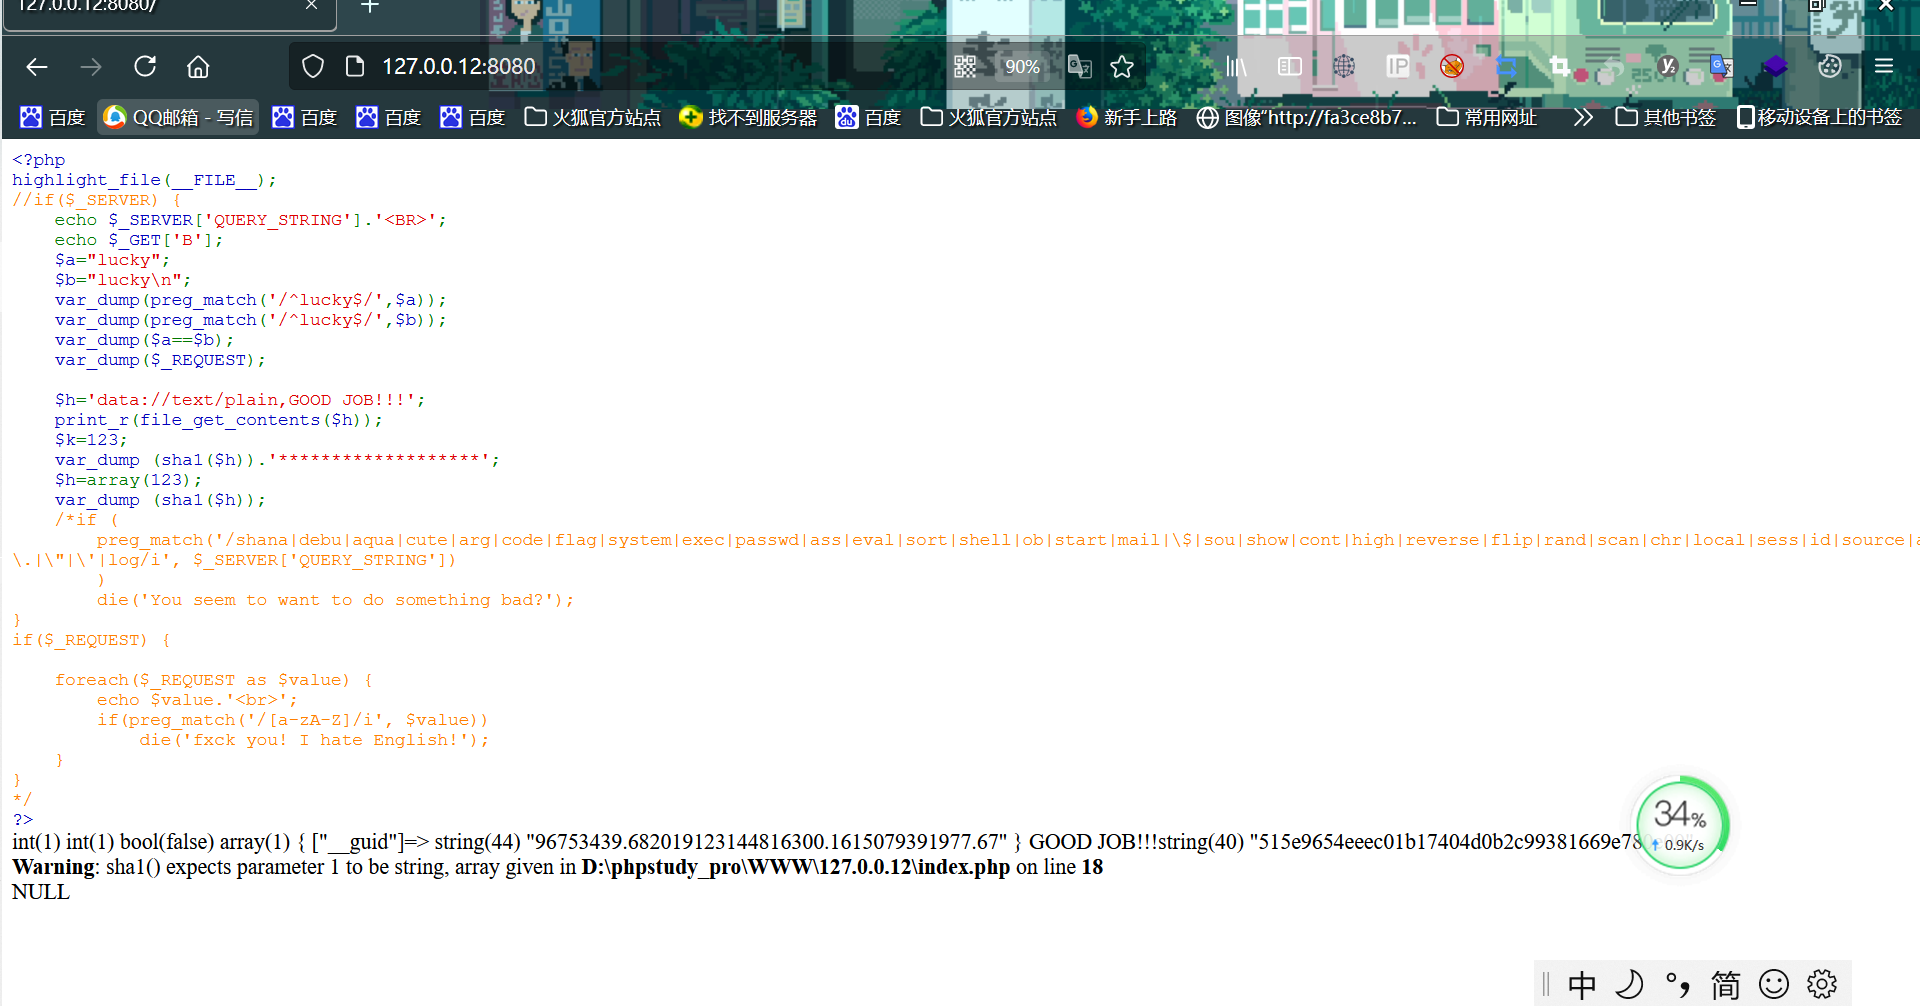 127.0.0.12:8080/
127.0.0.12:8080 90%
百度 QQ邮箱 - 写信 百度 百度 百度 火狐官方站点 找不到服务器 百度 火狐官方站点 新手上路 图像“http://fa3ce8b7... 常用网址 其他书签 移动设备上的书签
<?php
highlight_file(__FILE__);
//if($_SERVER) {
    echo $_SERVER['QUERY_STRING'].'<BR>';
    echo $_GET['B'];
    $a="lucky";
    $b="lucky\n";
    var_dump(preg_match('/^lucky$/',$a));
    var_dump(preg_match('/^lucky$/',$b));
    var_dump($a==$b);
    var_dump($_REQUEST);
    $h='data://text/plain,GOOD JOB!!!';
    print_r(file_get_contents($h));
    $k=123;
    var_dump (sha1($h)).'*******************';
    $h=array(123);
    var_dump (sha1($h));
    /*if (
        preg_match('/shana|debu|aqua|cute|arg|code|flag|system|exec|passwd|ass|eval|sort|shell|ob|start|mail|\$|sou|show|cont|high|reverse|flip|rand|scan|chr|local|sess|id|source|
\.|\"|\'|log/i', $_SERVER['QUERY_STRING'])
        )
        die('You seem to want to do something bad?');
}
if($_REQUEST) {
    foreach($_REQUEST as $value) {
        echo $value.'<br>';
        if(preg_match('/[a-zA-Z]/i', $value))
            die('fxck you! I hate English!');
    }
}
*/
?>
int(1) int(1) bool(false) array(1) { ["__guid"]=> string(44) "96753439.682019123144816300.1615079391977.67" } GOOD JOB!!!string(40)
Warning: sha1() expects parameter 1 to be string, array given in D:\phpstudy_pro\WWW\127.0.0.12\index.php on line 18
NULL
34%
0.9K/s
中 简